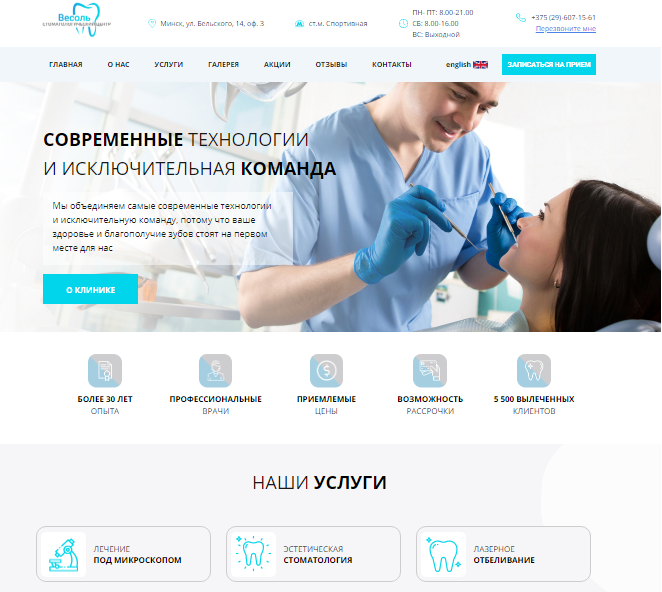 Весоль
СТОМАТОЛОГИЧЕСКИЙ ЦЕНТР
Минск, ул. Бельского, 14, оф. 3
ст.м. Спортивная
ПН- ПТ: 8.00-21.00
СБ: 8.00-16.00
ВС: Выходной
+375 (29)-607-15-61
Перезвоните мне
ГЛАВНАЯ О НАС УСЛУГИ ГАЛЕРЕЯ АКЦИИ ОТЗЫВЫ КОНТАКТЫ english ЗАПИСАТЬСЯ НА ПРИЕМ
СОВРЕМЕННЫЕ ТЕХНОЛОГИИ
И ИСКЛЮЧИТЕЛЬНАЯ КОМАНДА
Мы объединяем самые современные технологии
и исключительную команду, потому что ваше
здоровье и благополучие зубов стоят на первом
месте для нас
О КЛИНИКЕ
БОЛЕЕ 30 ЛЕТ
ОПЫТА
ПРОФЕССИОНАЛЬНЫЕ
ВРАЧИ
ПРИЕМЛЕМЫЕ
ЦЕНЫ
ВОЗМОЖНОСТЬ
РАССРОЧКИ
5 500 ВЫЛЕЧЕННЫХ
КЛИЕНТОВ
НАШИ УСЛУГИ
ЛЕЧЕНИЕ
ПОД МИКРОСКОПОМ
ЭСТЕТИЧЕСКАЯ
СТОМАТОЛОГИЯ
ЛАЗЕРНОЕ
ОТБЕЛИВАНИЕ